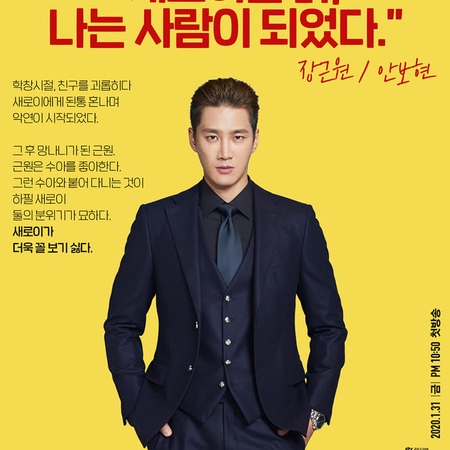 나는 사람이 되었다."
장근원 / 안보현
학창시절, 친구를 괴롭히다
새로이에게 된통 혼나며
악연이 시작되었다.
그 후 망나니가 된 근원.
근원은 수아를 좋아한다.
그런 수아와 붙어 다니는 것이
하필 새로이
둘의 분위기가 묘하다.
새로이가
더욱 꼴 보기 싫다.
2020.1.31 |금| PM 10:50 첫방송